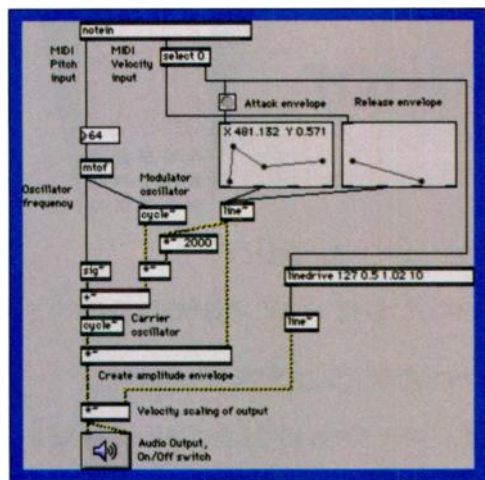 notein
MIDI Pitch input
MIDI Velocity input
select 0
Attack envelope
Release envelope
X 481.132 Y 0.571
64
mtof
Oscillator frequency
Modulator oscillator
cycle~
line~
*~ 2000
*~
sig~
linedrive 127 0.5 1.02 10
+~
cycle~
Carrier oscillator
line~
*~
Create amplitude envelope
*~
Velocity scaling of output
Audio Output, On/Off switch